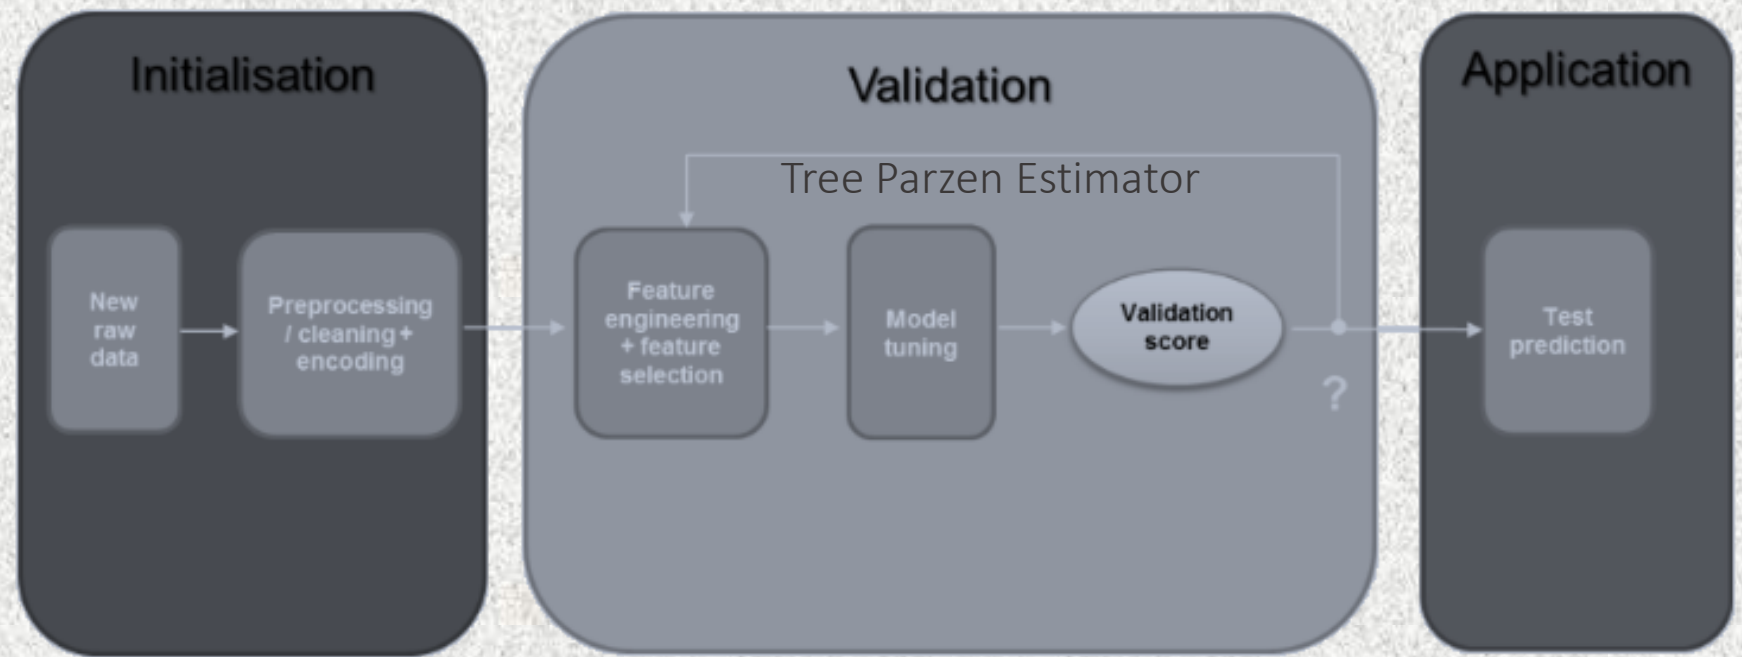 Initialisation
Validation
Application
Tree Parzen Estimator
New
raw
data
Preprocessing
/ cleaning +
encoding
Feature
engineering
+ feature
selection
Model
tuning
Validation
score
?
Test
prediction